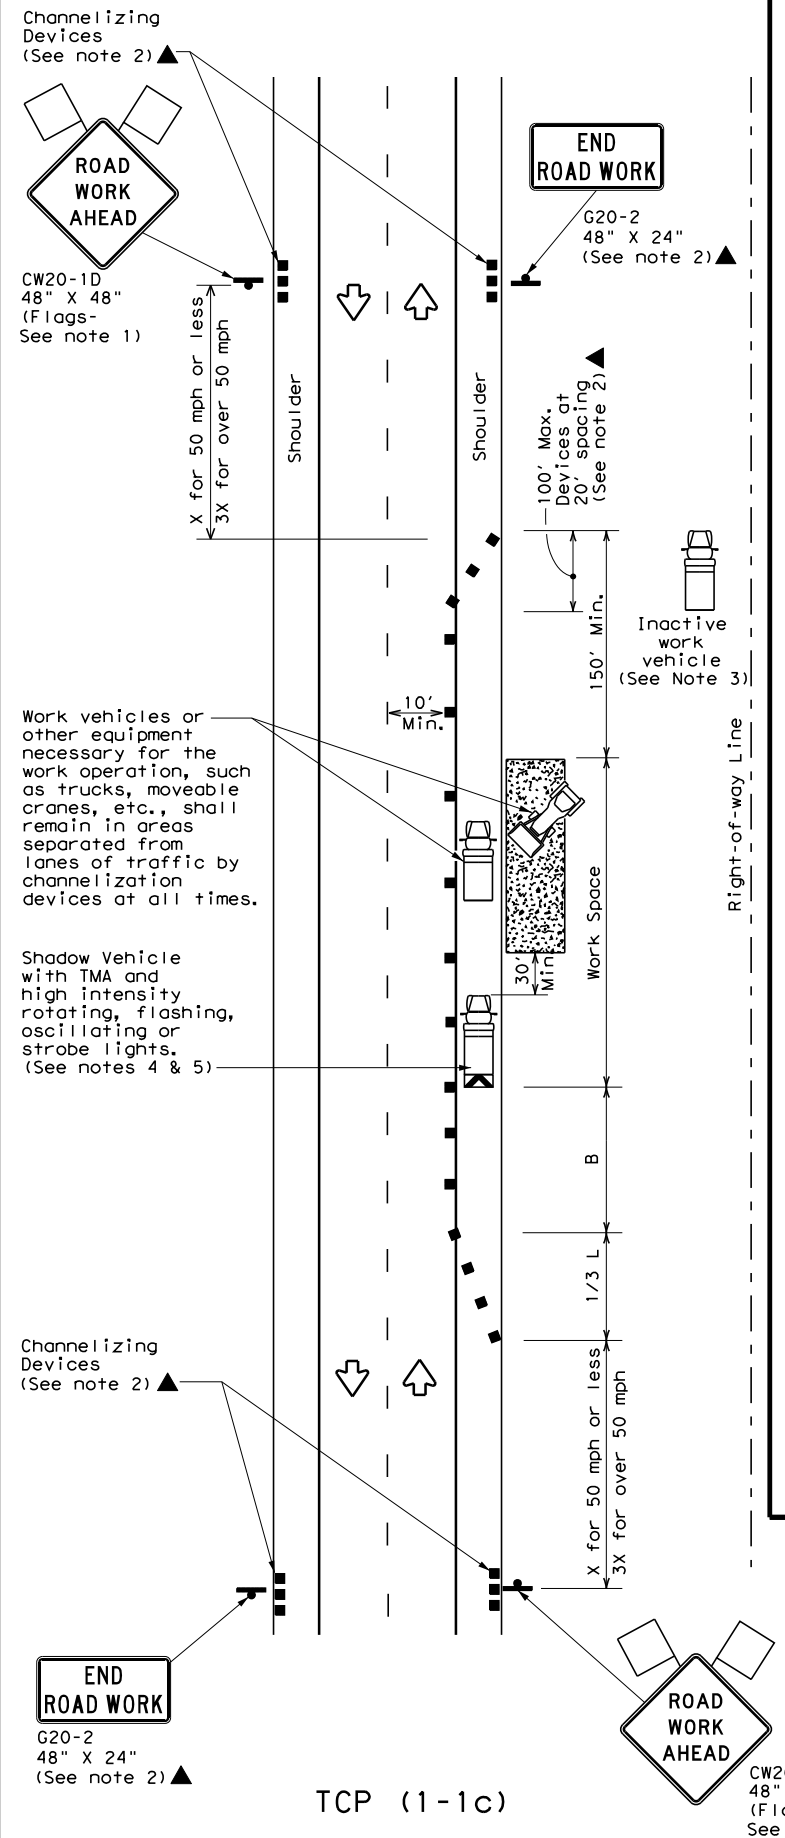 Channelizing
Devices
(See note 2)
ROAD
WORK
AHEAD
CW20-1D
48" X 48"
(Flags-
See note 1)
END
ROAD WORK
G20-2
48" X 24"
(See note 2)
X for 50 mph or less
3X for over 50 mph
Shoulder
Shoulder
100' Max.
Devices at
20' spacing
(See note 2)
150' Min.
Inactive
work
vehicle
(See Note 3)
10'
Min.
Work vehicles or
other equipment
necessary for the
work operation, such
as trucks, moveable
cranes, etc., shall
remain in areas
separated from
lanes of traffic by
channelization
devices at all times.
Right-of-way Line
Work Space
30'
Min.
Shadow Vehicle
with TMA and
high intensity
rotating, flashing,
oscillating or
strobe lights.
(See notes 4 & 5)
B
1/3 L
Channelizing
Devices
(See note 2)
X for 50 mph or less
3X for over 50 mph
END
ROAD WORK
G20-2
48" X 24"
(See note 2)
ROAD
WORK
AHEAD
48"
See
TCP (1-1c)